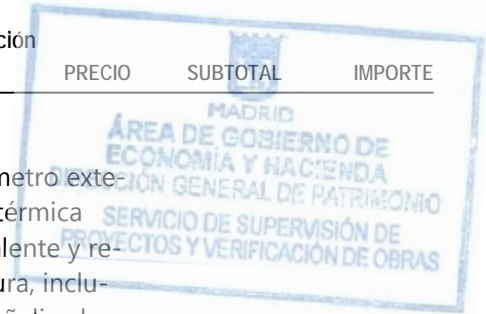 ción
PRECIO SUBTOTAL IMPORTE
MADRID
ÁREA DE GOBIERNO DE
ECONOMÍA Y HACIENDA
metro exte-
DIRECCIÓN GENERAL DE PATRIMONIO
térmica
SERVICIO DE SUPERVISIÓN DE
lente y re-
PROYECTOS Y VERIFICACIÓN DE OBRAS
ura, inclu-